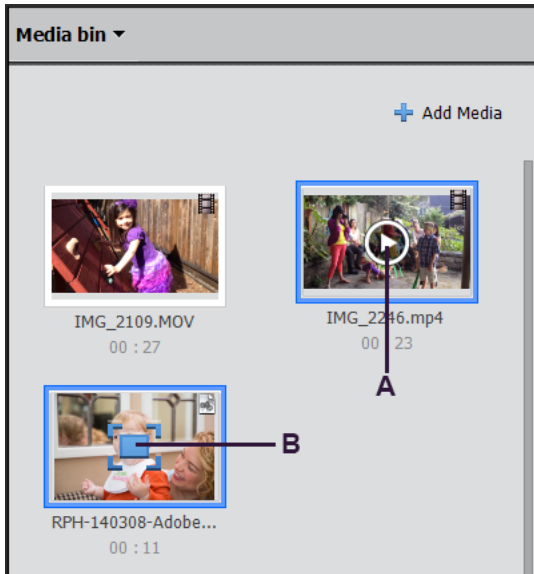 Media bin
Add Media
IMG_2109.MOV
IMG_2246.mp4
00 : 27
00 : 23
A
B
RPH-140308-Adobe...
00 : 11